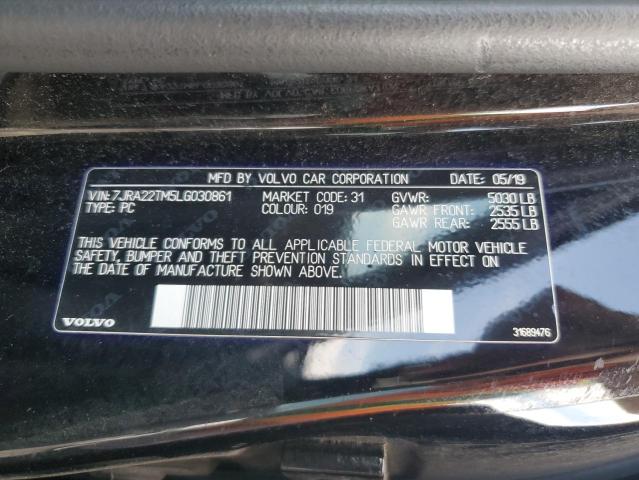 MFD BY VOLVO CAR CORPORATION DATE: 05/19
VIN: 7JRA22TM5LG030861 MARKET CODE: 31 GVWR: 5030 LB
TYPE: PC COLOUR: 019 GAWR FRONT: 2535 LB
GAWR REAR: 2555 LB
THIS VEHICLE CONFORMS TO ALL APPLICABLE FEDERAL MOTOR VEHICLE
SAFETY, BUMPER AND THEFT PREVENTION STANDARDS IN EFFECT ON
THE DATE OF MANUFACTURE SHOWN ABOVE.
VOLVO 31689476